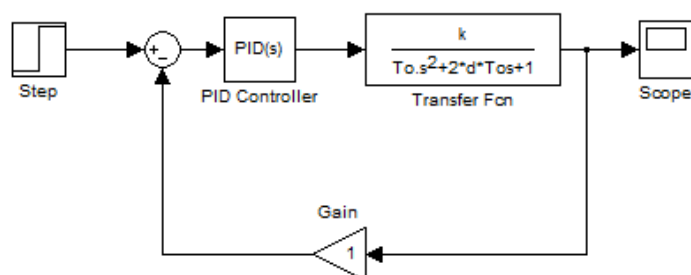 +
−
PID(s)
k
To.s2+2*d*Tos+1
Step
PID Controller
Transfer Fcn
Scope
Gain
1